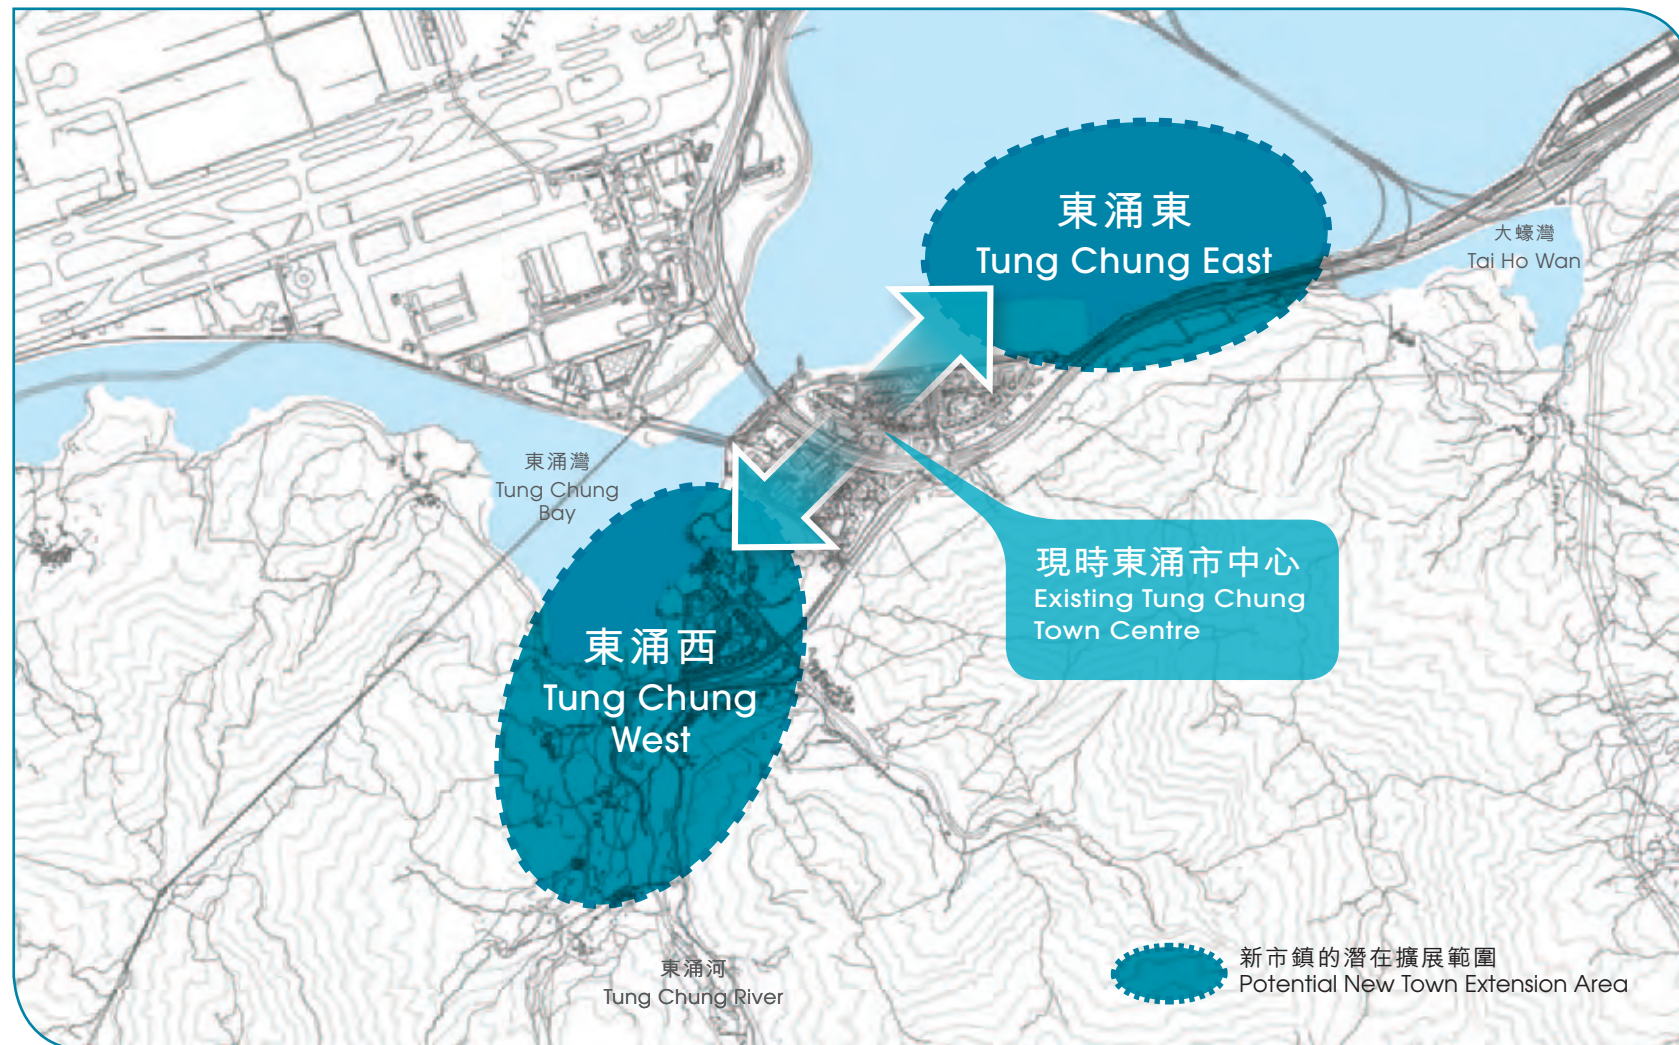 東涌東
Tung Chung East
大蠔灣
Tai Ho Wan
東涌灣
Tung Chung
Bay
現時東涌市中心
Existing Tung Chung
Town Centre
東涌西
Tung Chung
West
東涌河
Tung Chung River
新市鎮的潛在擴展範圍
Potential New Town Extension Area